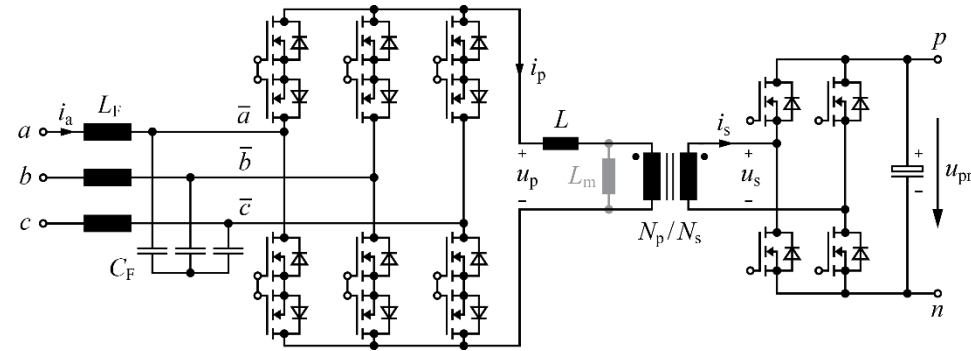 p
i_p
L_F
i_a
a
a̅
L
i_s
b
b̅
+
u_p
-
L_m
+
u_s
-
+
-
u_pn
c
c̅
N_p / N_s
C_F
n